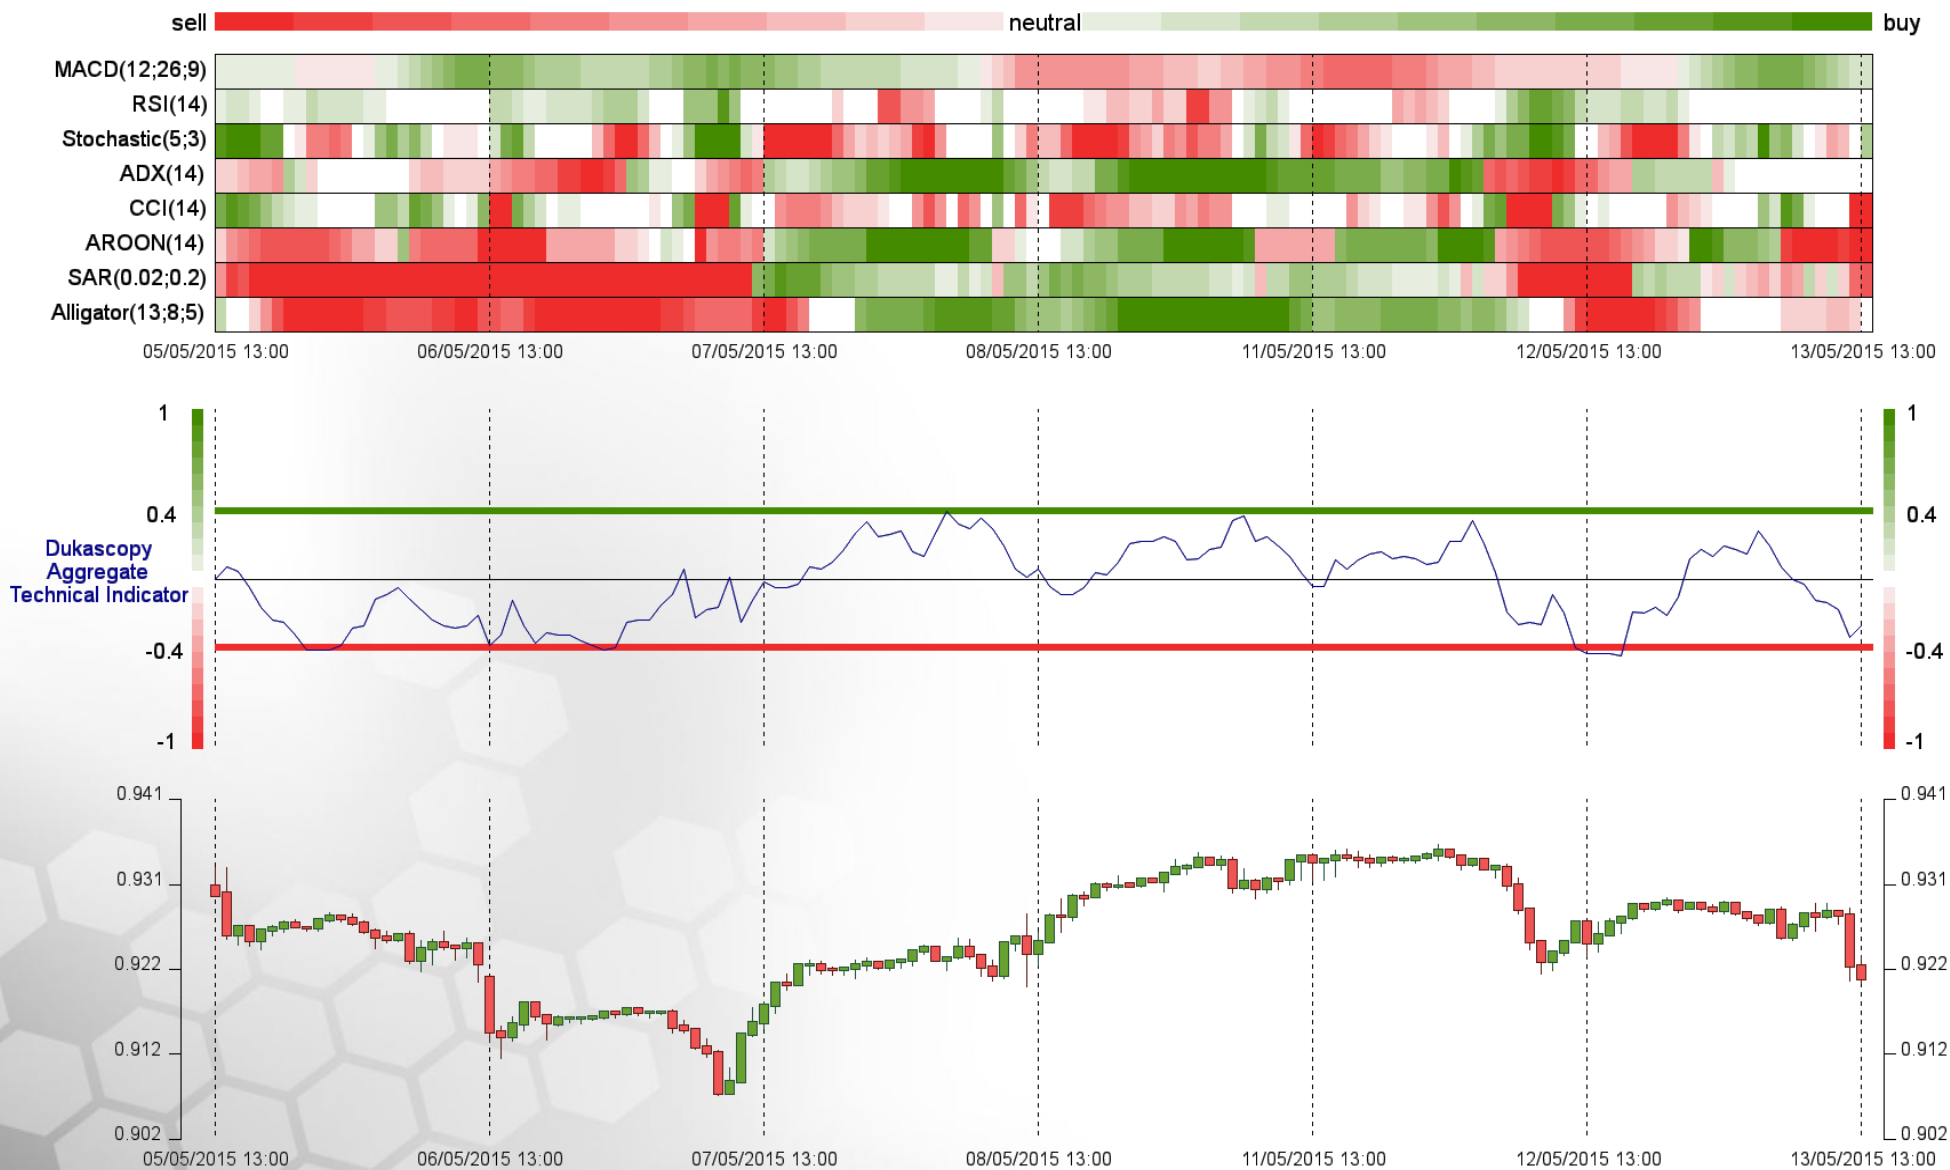 sell neutral buy
MACD(12;26;9)
RSI(14)
Stochastic(5;3)
ADX(14)
CCI(14)
AROON(14)
SAR(0.02;0.2)
Alligator(13;8;5)
05/05/2015 13:00 06/05/2015 13:00 07/05/2015 13:00 08/05/2015 13:00 11/05/2015 13:00 12/05/2015 13:00 13/05/2015 13:00
1 1
0.4 0.4
Dukascopy
Aggregate
Technical Indicator
-0.4 -0.4
-1 -1
0.941 0.941
0.931 0.931
0.922 0.922
0.912 0.912
0.902 0.902
05/05/2015 13:00 06/05/2015 13:00 07/05/2015 13:00 08/05/2015 13:00 11/05/2015 13:00 12/05/2015 13:00 13/05/2015 13:00